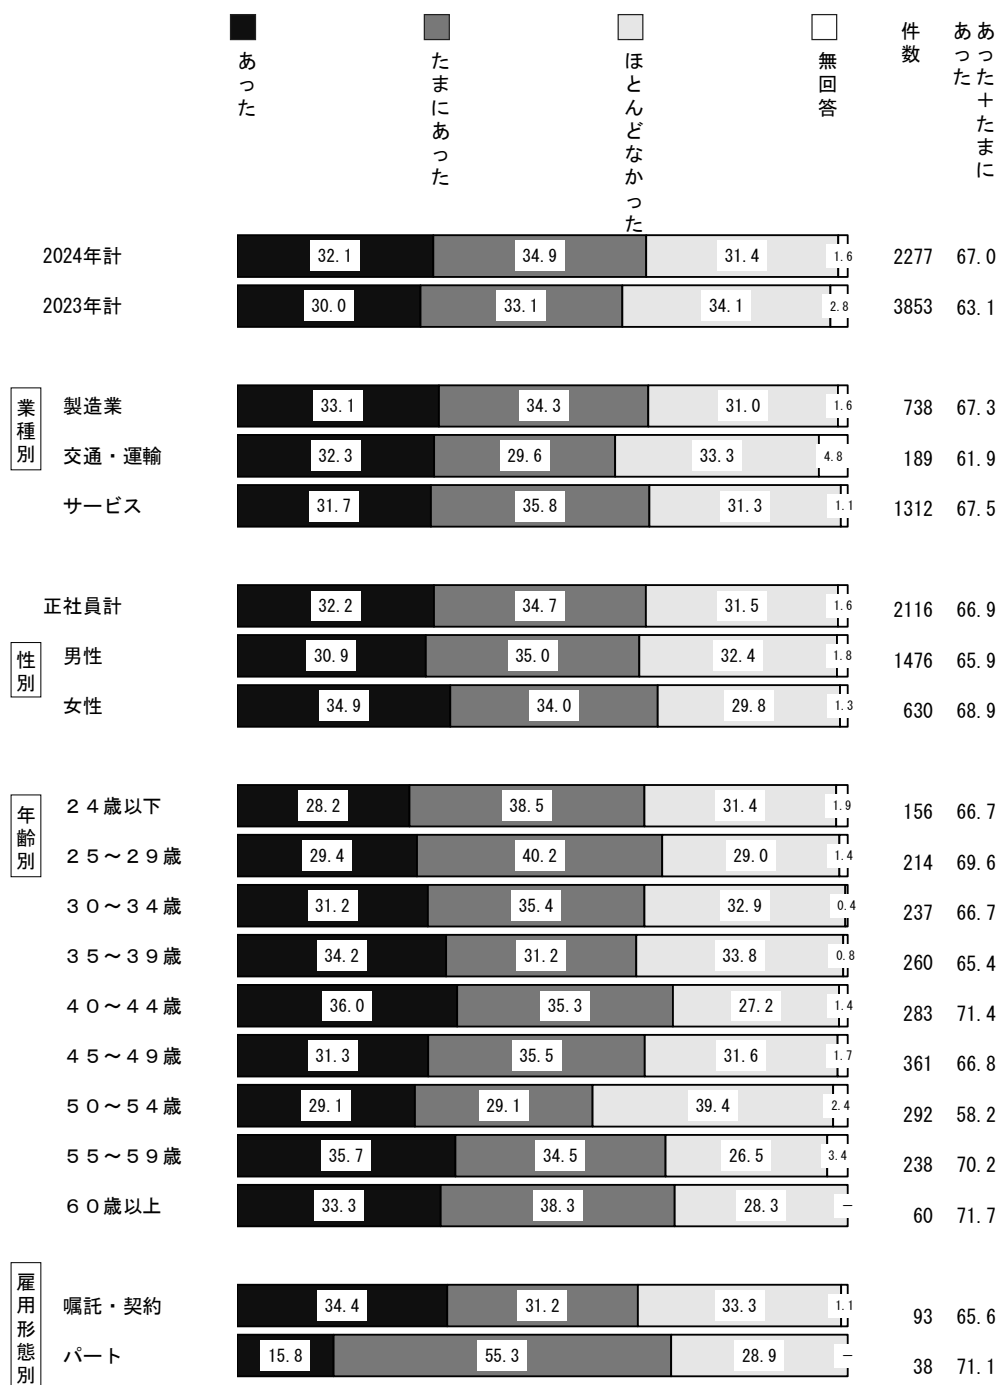 あった
たまにあった
ほとんどなかった
無回答
件数
あった＋たまに
あった
2024年計 32.1 34.9 31.4 1.6 2277 67.0
2023年計 30.0 33.1 34.1 2.8 3853 63.1
業種別
製造業 33.1 34.3 31.0 1.6 738 67.3
交通・運輸 32.3 29.6 33.3 4.8 189 61.9
サービス 31.7 35.8 31.3 1.1 1312 67.5
正社員計 32.2 34.7 31.5 1.6 2116 66.9
性別
男性 30.9 35.0 32.4 1.8 1476 65.9
女性 34.9 34.0 29.8 1.3 630 68.9
年齢別
２４歳以下 28.2 38.5 31.4 1.9 156 66.7
２５～２９歳 29.4 40.2 29.0 1.4 214 69.6
３０～３４歳 31.2 35.4 32.9 0.4 237 66.7
３５～３９歳 34.2 31.2 33.8 0.8 260 65.4
４０～４４歳 36.0 35.3 27.2 1.4 283 71.4
４５～４９歳 31.3 35.5 31.6 1.7 361 66.8
５０～５４歳 29.1 29.1 39.4 2.4 292 58.2
５５～５９歳 35.7 34.5 26.5 3.4 238 70.2
６０歳以上 33.3 38.3 28.3 － 60 71.7
雇用形態別
嘱託・契約 34.4 31.2 33.3 1.1 93 65.6
パート 15.8 55.3 28.9 － 38 71.1